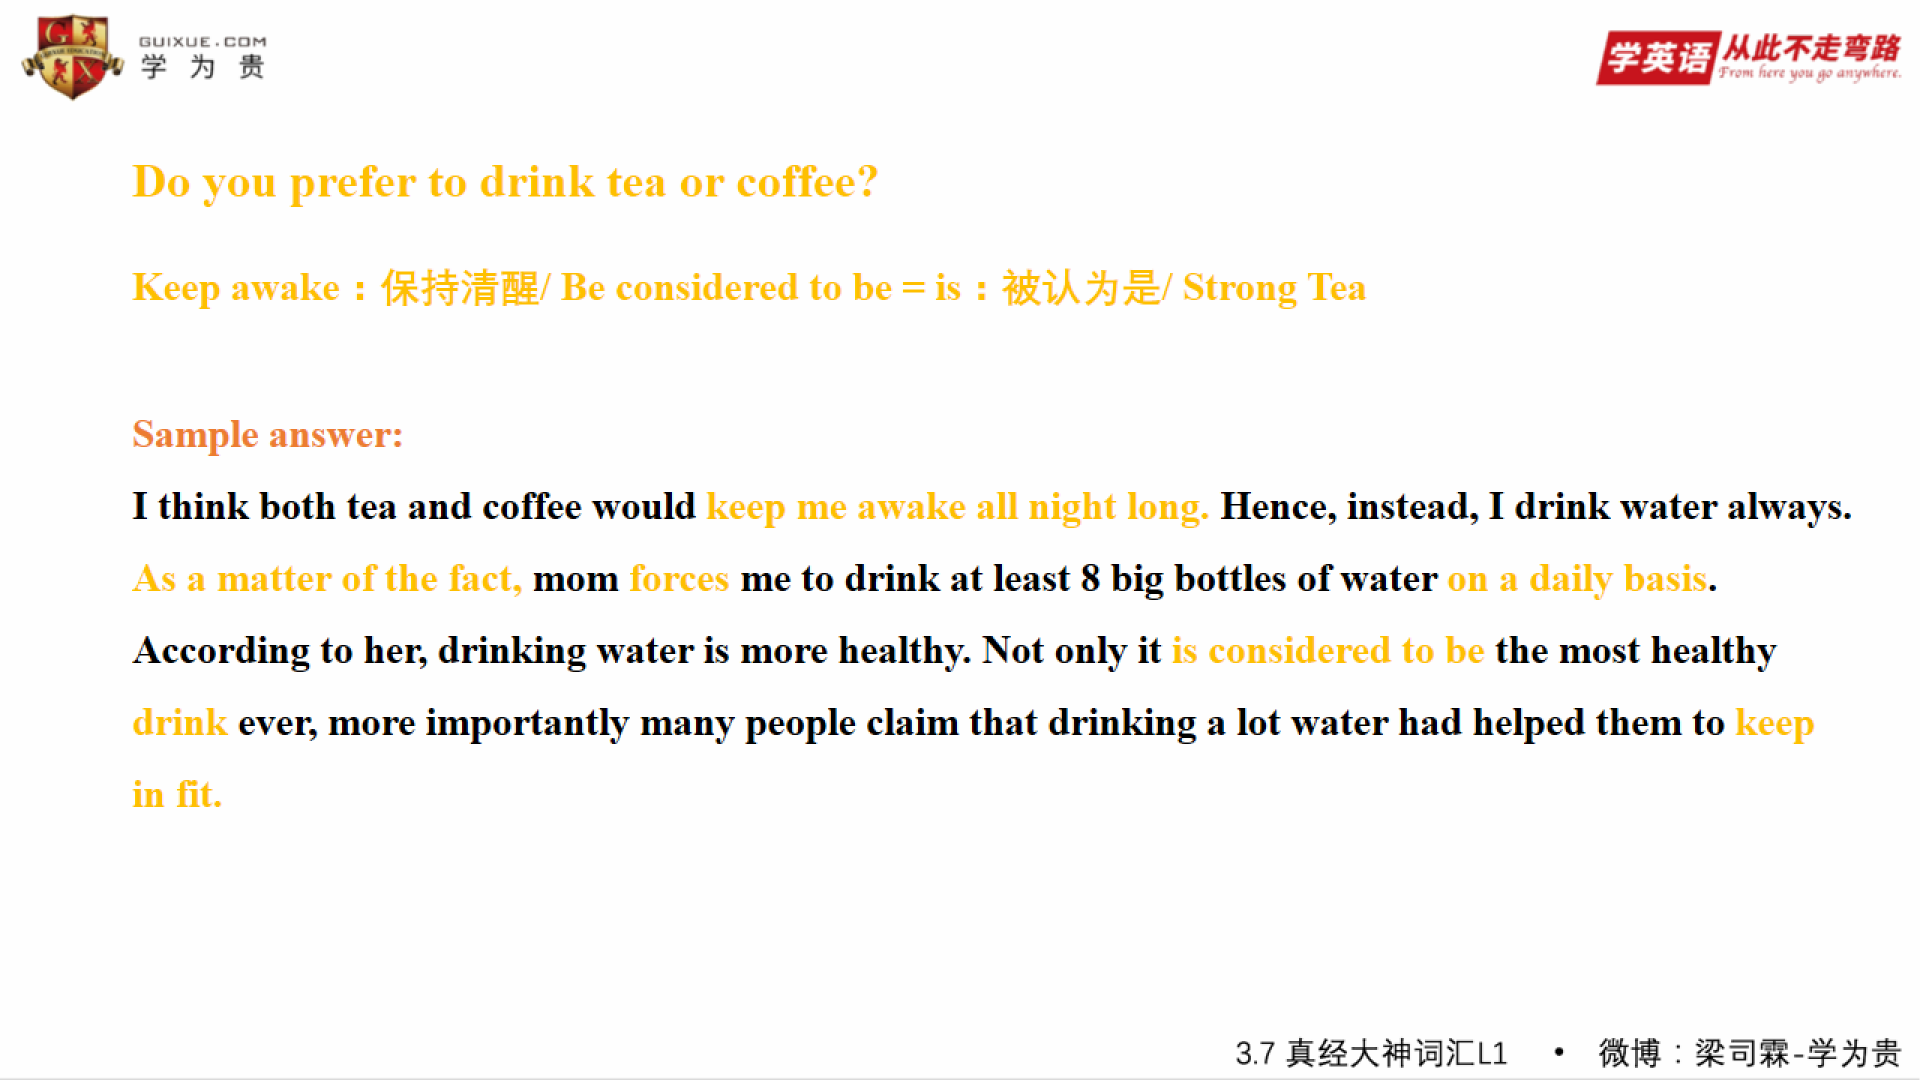 GUIXUE.COM
学为贵
学英语 从此不走弯路
From here you go anywhere.
Do you prefer to drink tea or coffee?
Keep awake：保持清醒/ Be considered to be = is：被认为是/ Strong Tea
Sample answer:
I think both tea and coffee would keep me awake all night long. Hence, instead, I drink water always.
As a matter of the fact, mom forces me to drink at least 8 big bottles of water on a daily basis.
According to her, drinking water is more healthy. Not only it is considered to be the most healthy
drink ever, more importantly many people claim that drinking a lot water had helped them to keep
in fit.
3.7 真经大神词汇L1 • 微博：梁司霖-学为贵